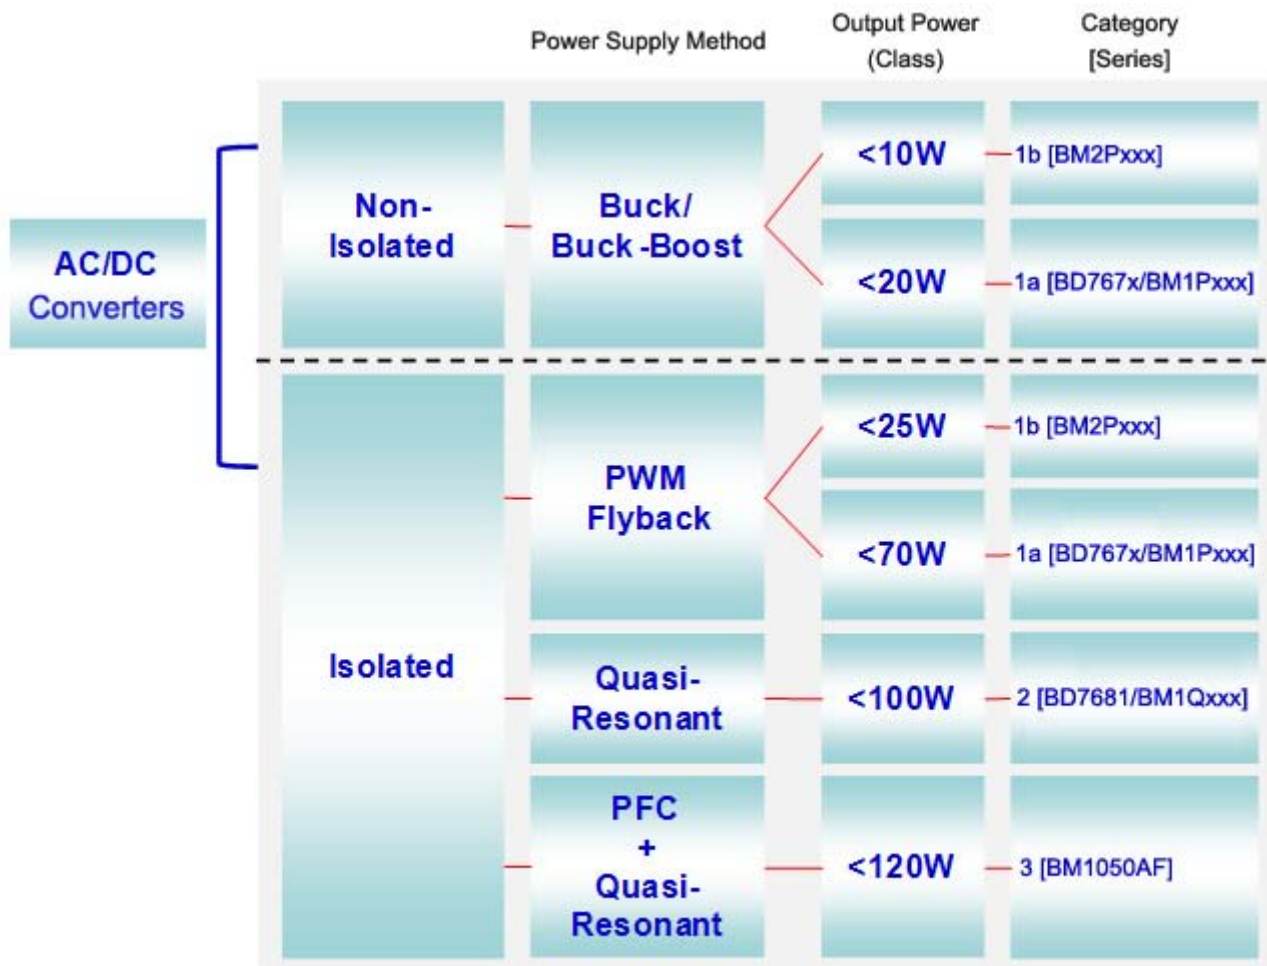 Power Supply Method
Output Power
(Class)
Category
[Series]
AC/DC
Converters
Non-
Isolated
Buck/
Buck -Boost
<10W
1b [BM2Pxxx]
<20W
1a [BD767x/BM1Pxxx]
Isolated
PWM
Flyback
<25W
1b [BM2Pxxx]
<70W
1a [BD767x/BM1Pxxx]
Quasi-
Resonant
<100W
2 [BD7681/BM1Qxxx]
PFC
+
Quasi-
Resonant
<120W
3 [BM1050AF]